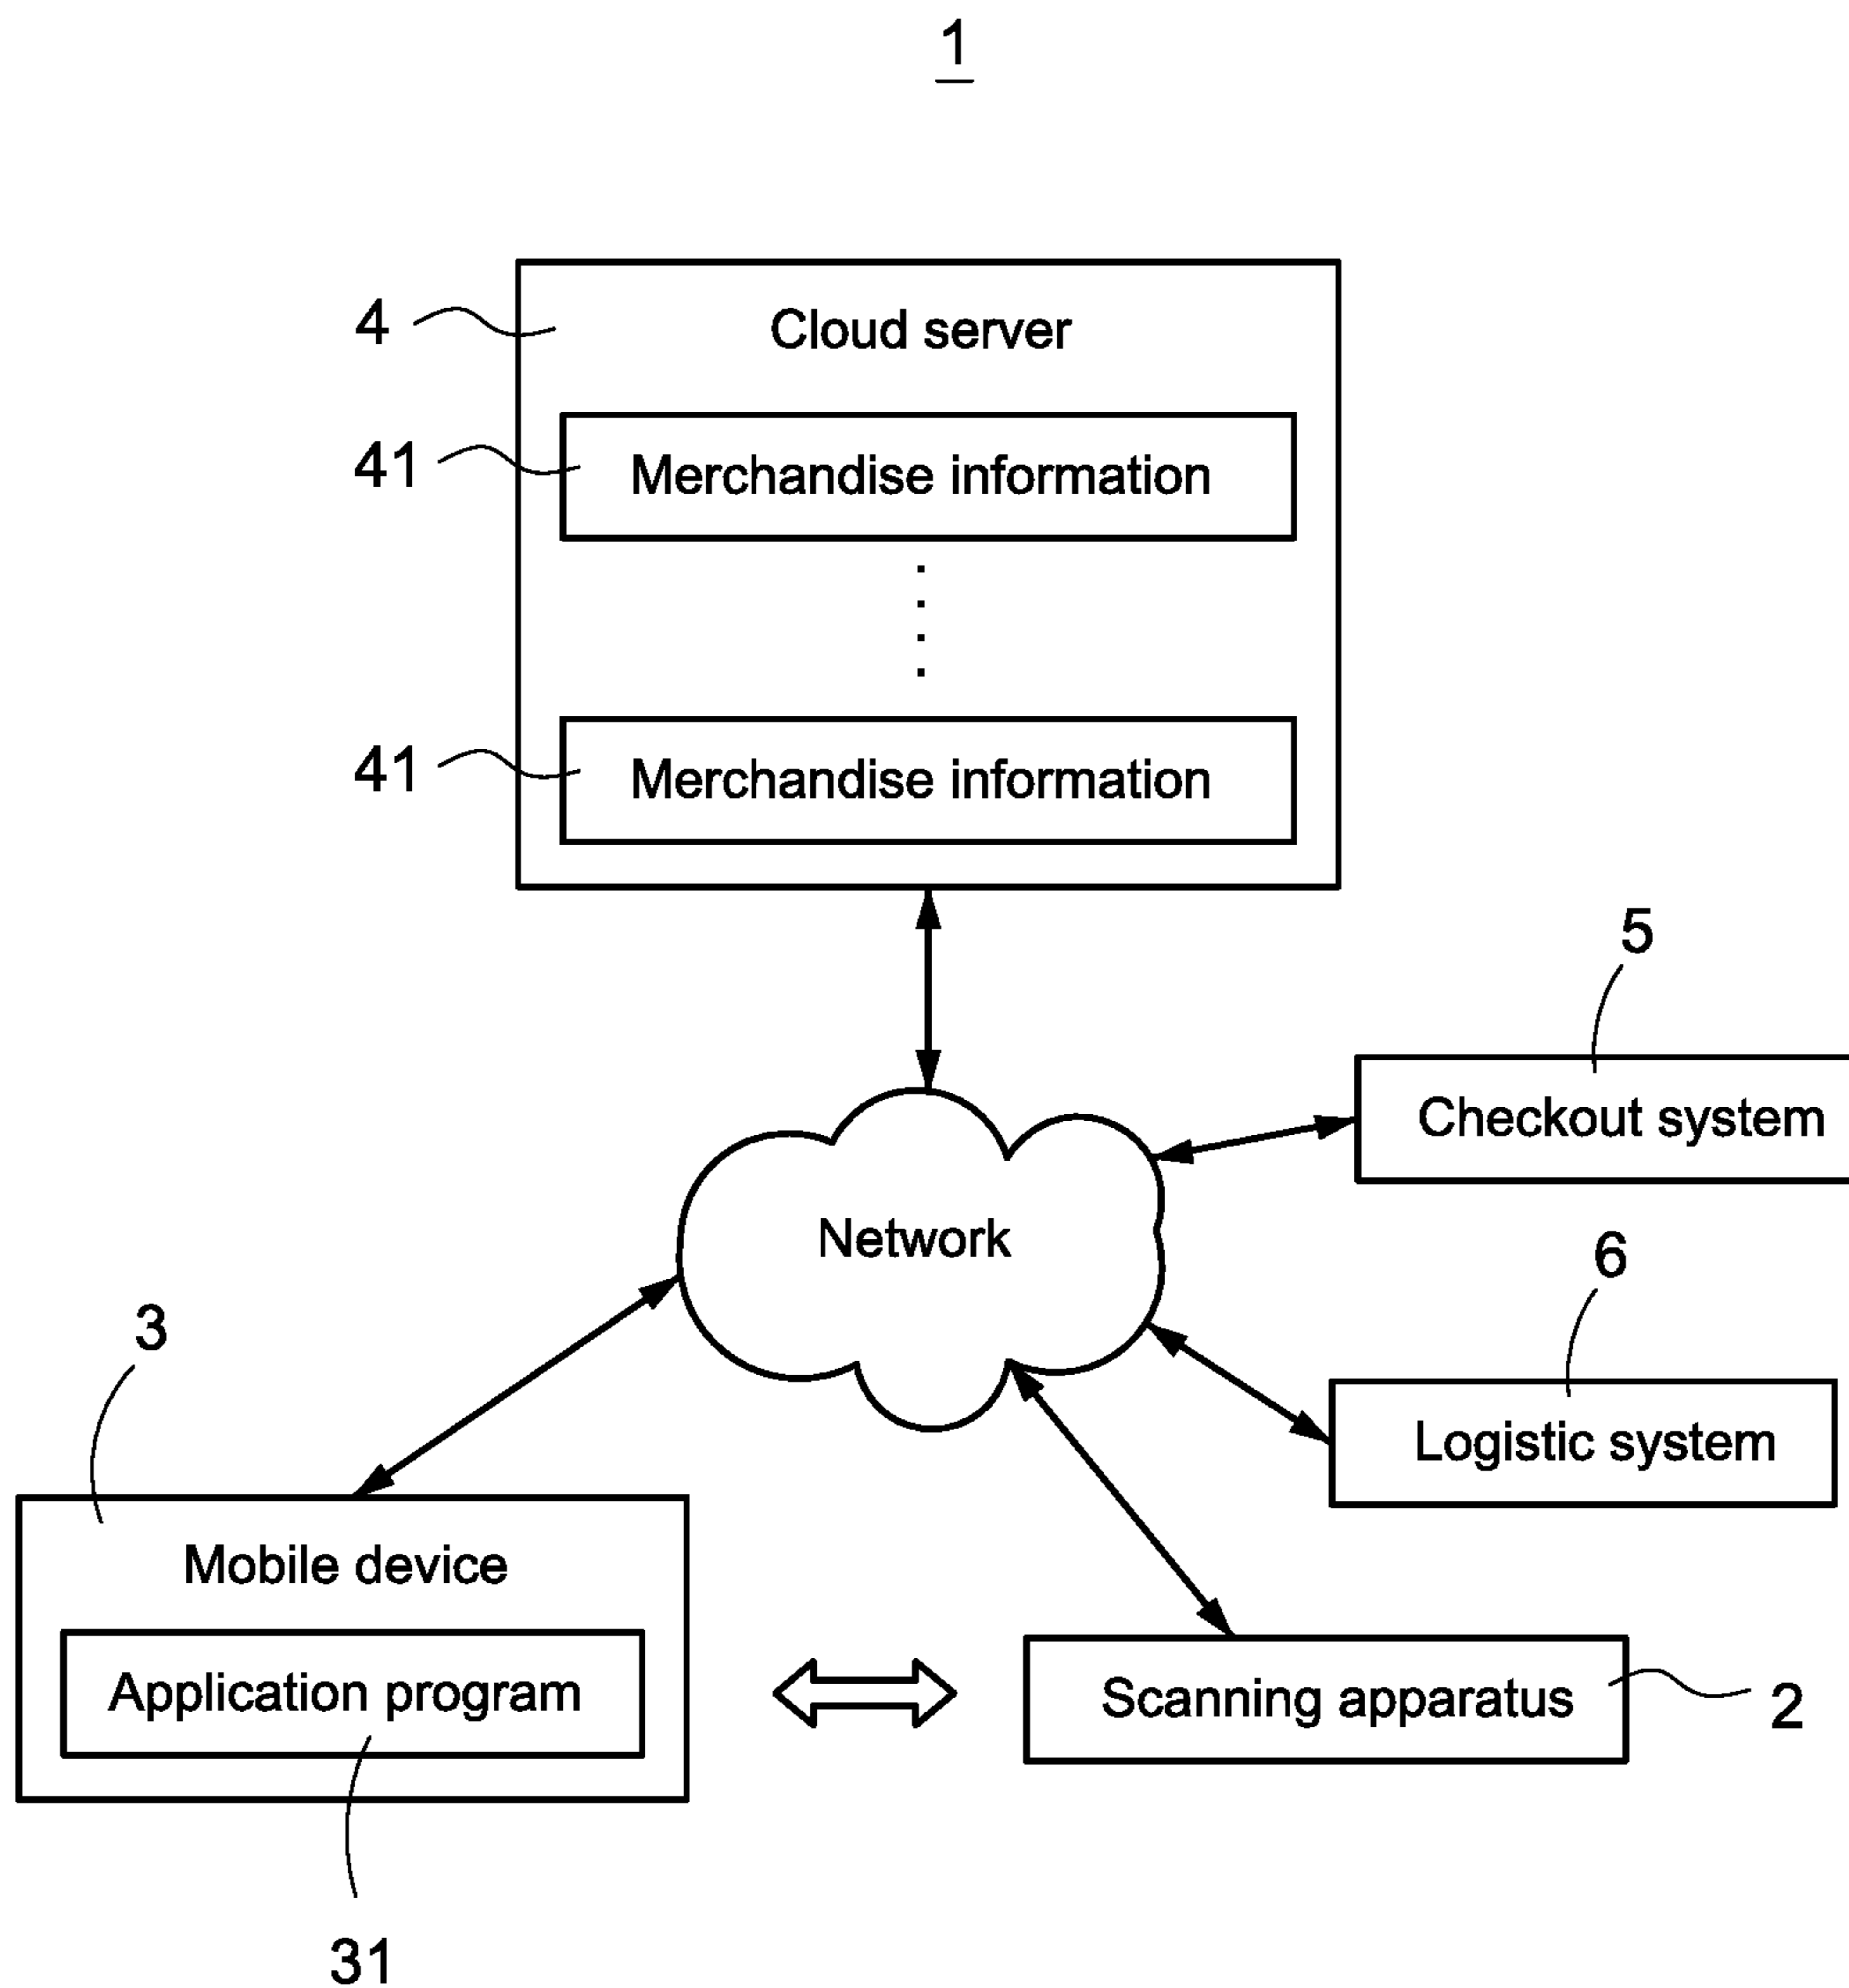 1
4
Cloud server
41
Merchandise information
41
Merchandise information
5
Checkout system
Network
6
Logistic system
3
Mobile device
Application program
Scanning apparatus
2
31